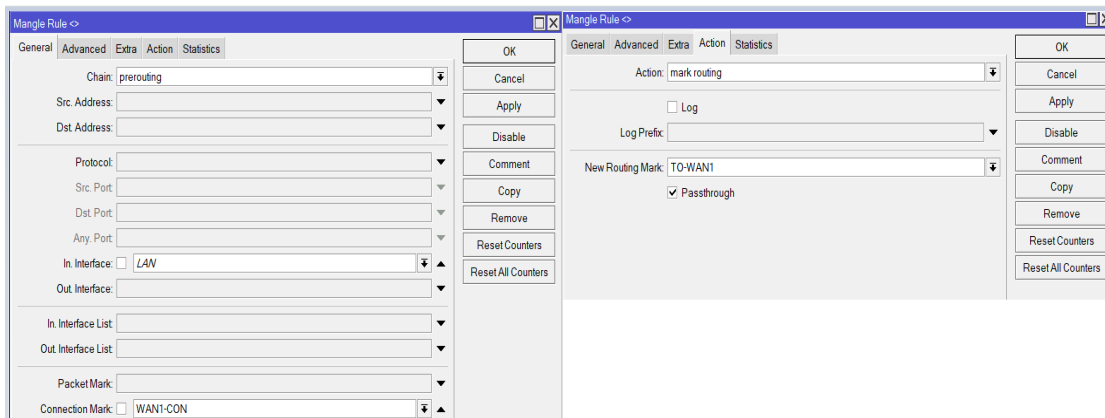 Mangle Rule <>
General Advanced Extra Action Statistics
Chain: prerouting
Src. Address:
Dst. Address:
Protocol:
Src. Port:
Dst. Port:
Any. Port:
In. Interface: LAN
Out. Interface:
In. Interface List:
Out. Interface List:
Packet Mark:
Connection Mark: WAN1-CON
OK
Cancel
Apply
Disable
Comment
Copy
Remove
Reset Counters
Reset All Counters
Mangle Rule <>
General Advanced Extra Action Statistics
Action: mark routing
Log
Log Prefix:
New Routing Mark: TO-WAN1
Passthrough
OK
Cancel
Apply
Disable
Comment
Copy
Remove
Reset Counters
Reset All Counters